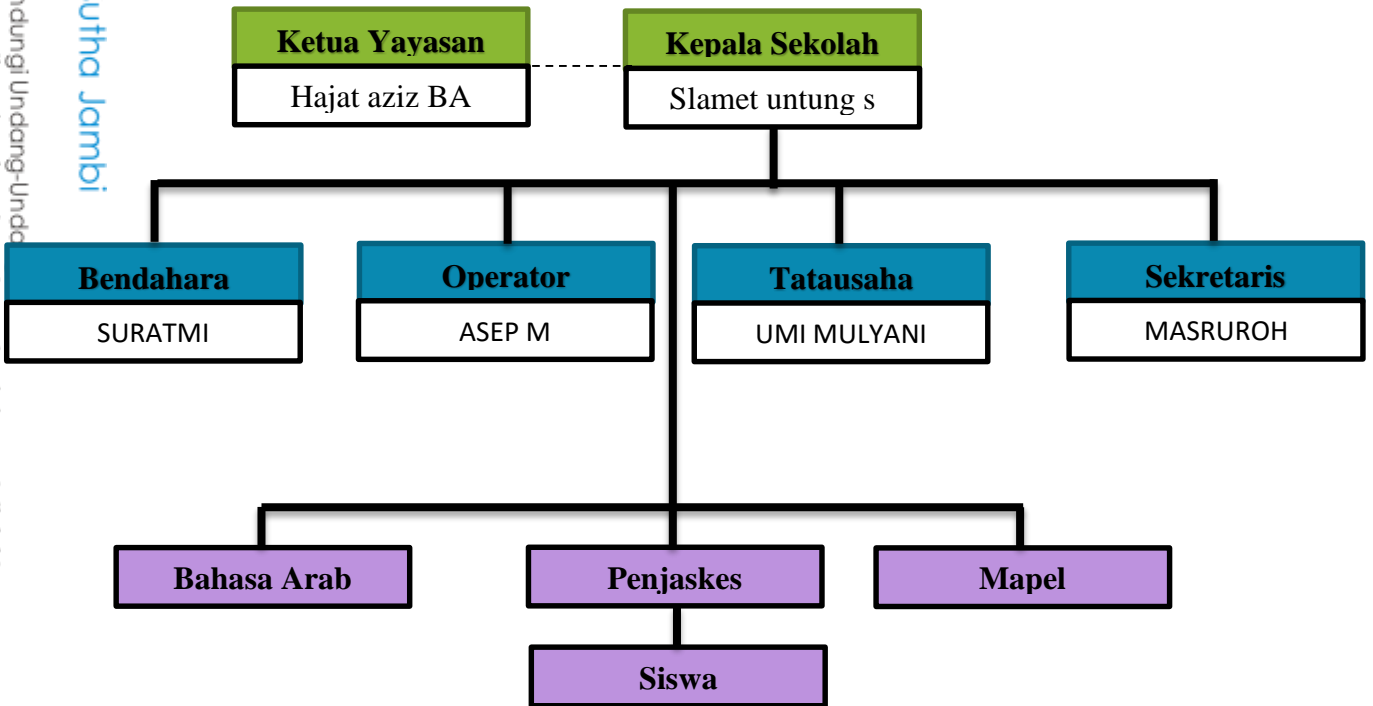 utha Jambi
Ketua Yayasan
Hajat aziz BA
Kepala Sekolah
Slamet untung s
Bendahara
SURATMI
Operator
ASEP M
Tatausaha
UMI MULYANI
Sekretaris
MASRUROH
Bahasa Arab
Penjaskes
Mapel
Siswa